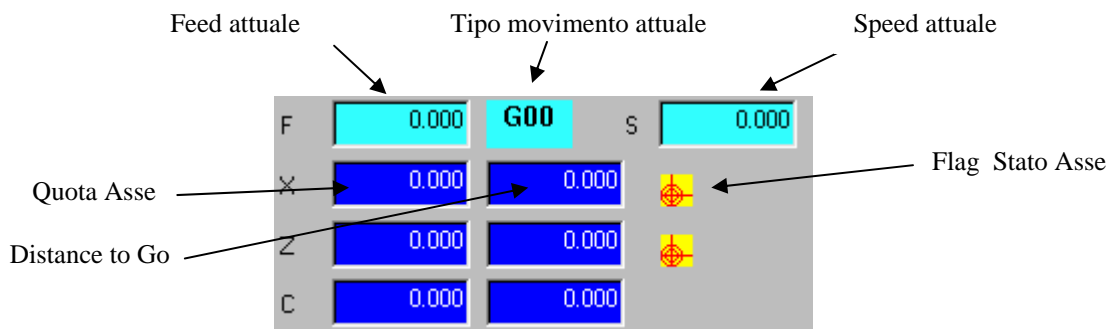 Feed attuale Tipo movimento attuale Speed attuale
F 0.000 G00 S 0.000
X 0.000 0.000
Flag Stato Asse
Quota Asse
Z 0.000 0.000
Distance to Go
C 0.000 0.000